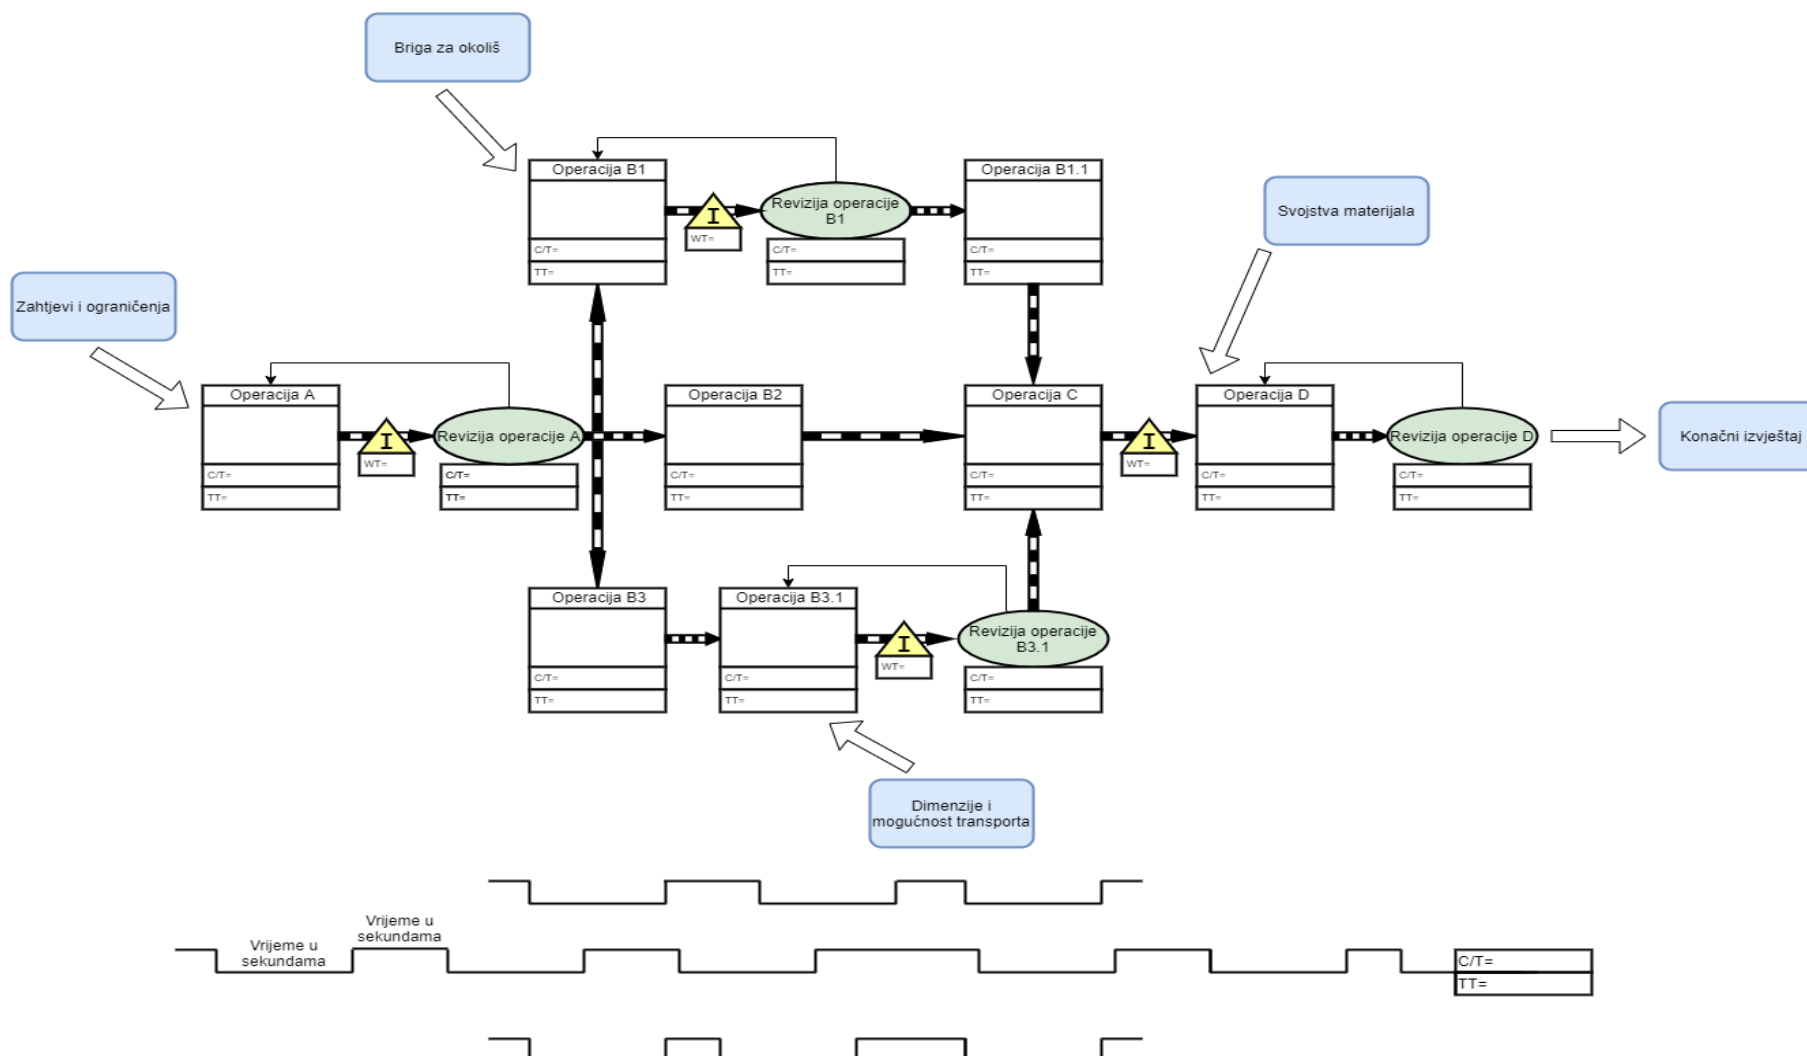 Briga za okoliš
Operacija B1
C/T=
TT=
I
WT=
Revizija operacije
B1
C/T=
TT=
Operacija B1.1
C/T=
TT=
Svojstva materijala
Zahtjevi i ograničenja
Operacija A
C/T=
TT=
I
WT=
Revizija operacije A
C/T=
TT=
Operacija B2
C/T=
TT=
Operacija C
C/T=
TT=
I
WT=
Operacija D
C/T=
TT=
Revizija operacije D
C/T=
TT=
Konačni izvještaj
Operacija B3
C/T=
TT=
Operacija B3.1
C/T=
TT=
I
WT=
Revizija operacije
B3.1
C/T=
TT=
Dimenzije i
mogućnost transporta
Vrijeme u
sekundama
Vrijeme u
sekundama
C/T=
TT=